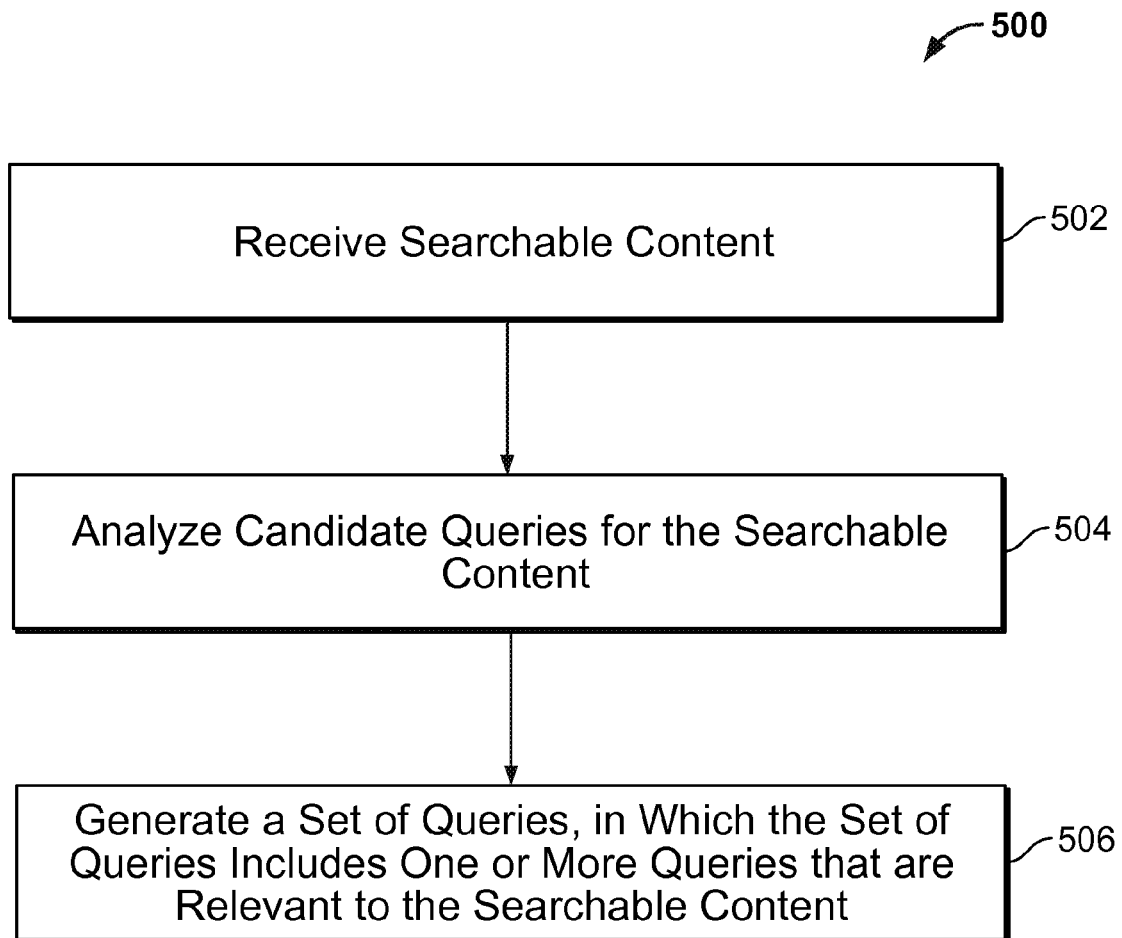 500
Receive Searchable Content
502
Analyze Candidate Queries for the Searchable
Content
504
Generate a Set of Queries, in Which the Set of
Queries Includes One or More Queries that are
Relevant to the Searchable Content
506